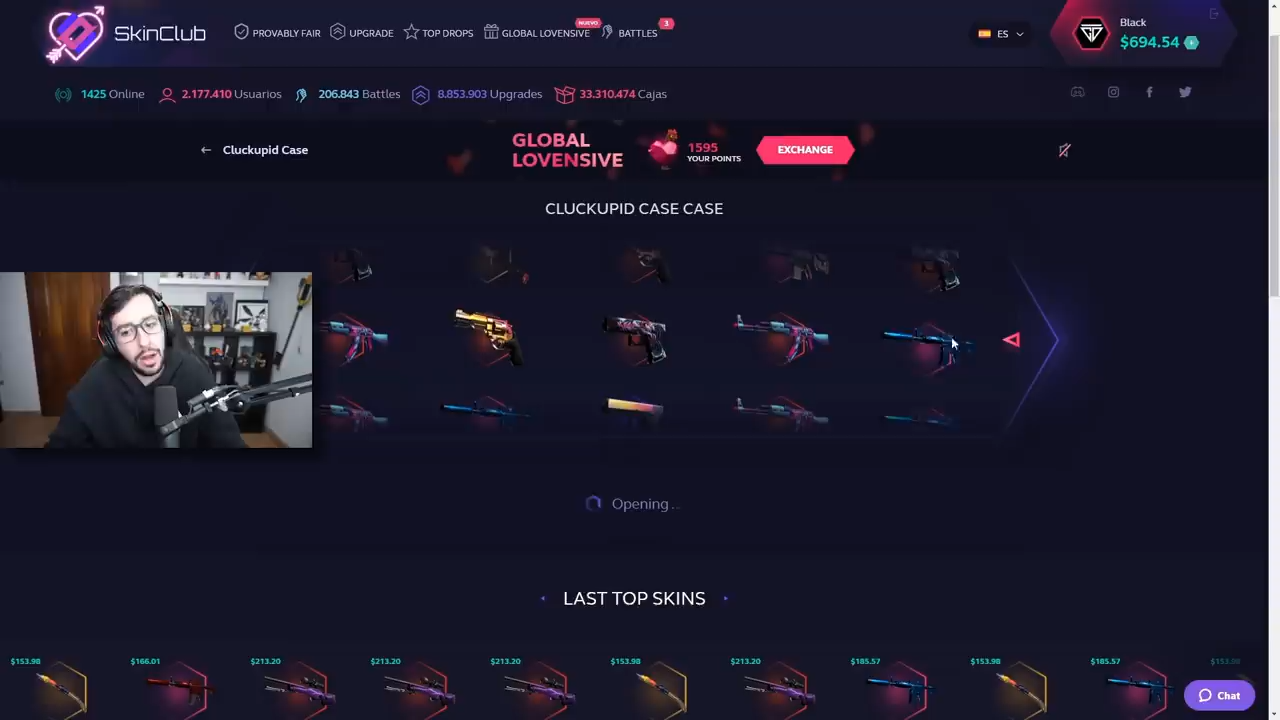 SKINCLUB
PROVABLY FAIR
UPGRADE
TOP DROPS
GLOBAL LOVENSIVE
NUEVO
BATTLES
3
ES
Black
$694.54
1425 Online
2.177.410 Usuarios
206.843 Battles
8.853.903 Upgrades
33.310.474 Cajas
← Cluckupid Case
GLOBAL
LOVENSIVE
1595
YOUR POINTS
EXCHANGE
CLUCKUPID CASE CASE
Opening...
LAST TOP SKINS
$153.98
$166.01
$213.20
$213.20
$213.20
$153.98
$213.20
$185.57
$153.98
$185.57
Chat